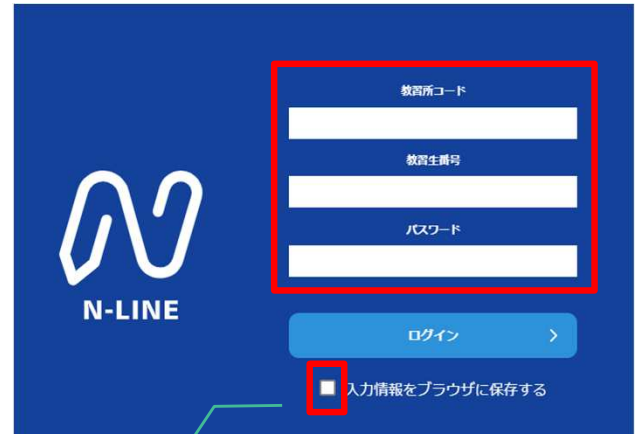 教習所コード
教習生番号
パスワード
N-LINE
ログイン
入力情報をブラウザに保存する